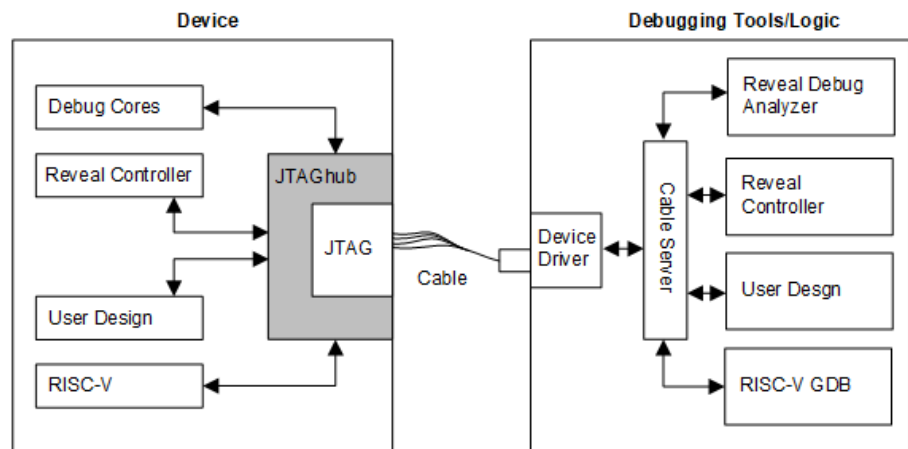 Device
Debugging Tools/Logic
Debug Cores
Reveal Controller
User Design
RISC-V
JTAGhub
JTAG
Cable
Device
Driver
Cable Server
Reveal Debug
Analyzer
Reveal
Controller
User Desgn
RISC-V GDB